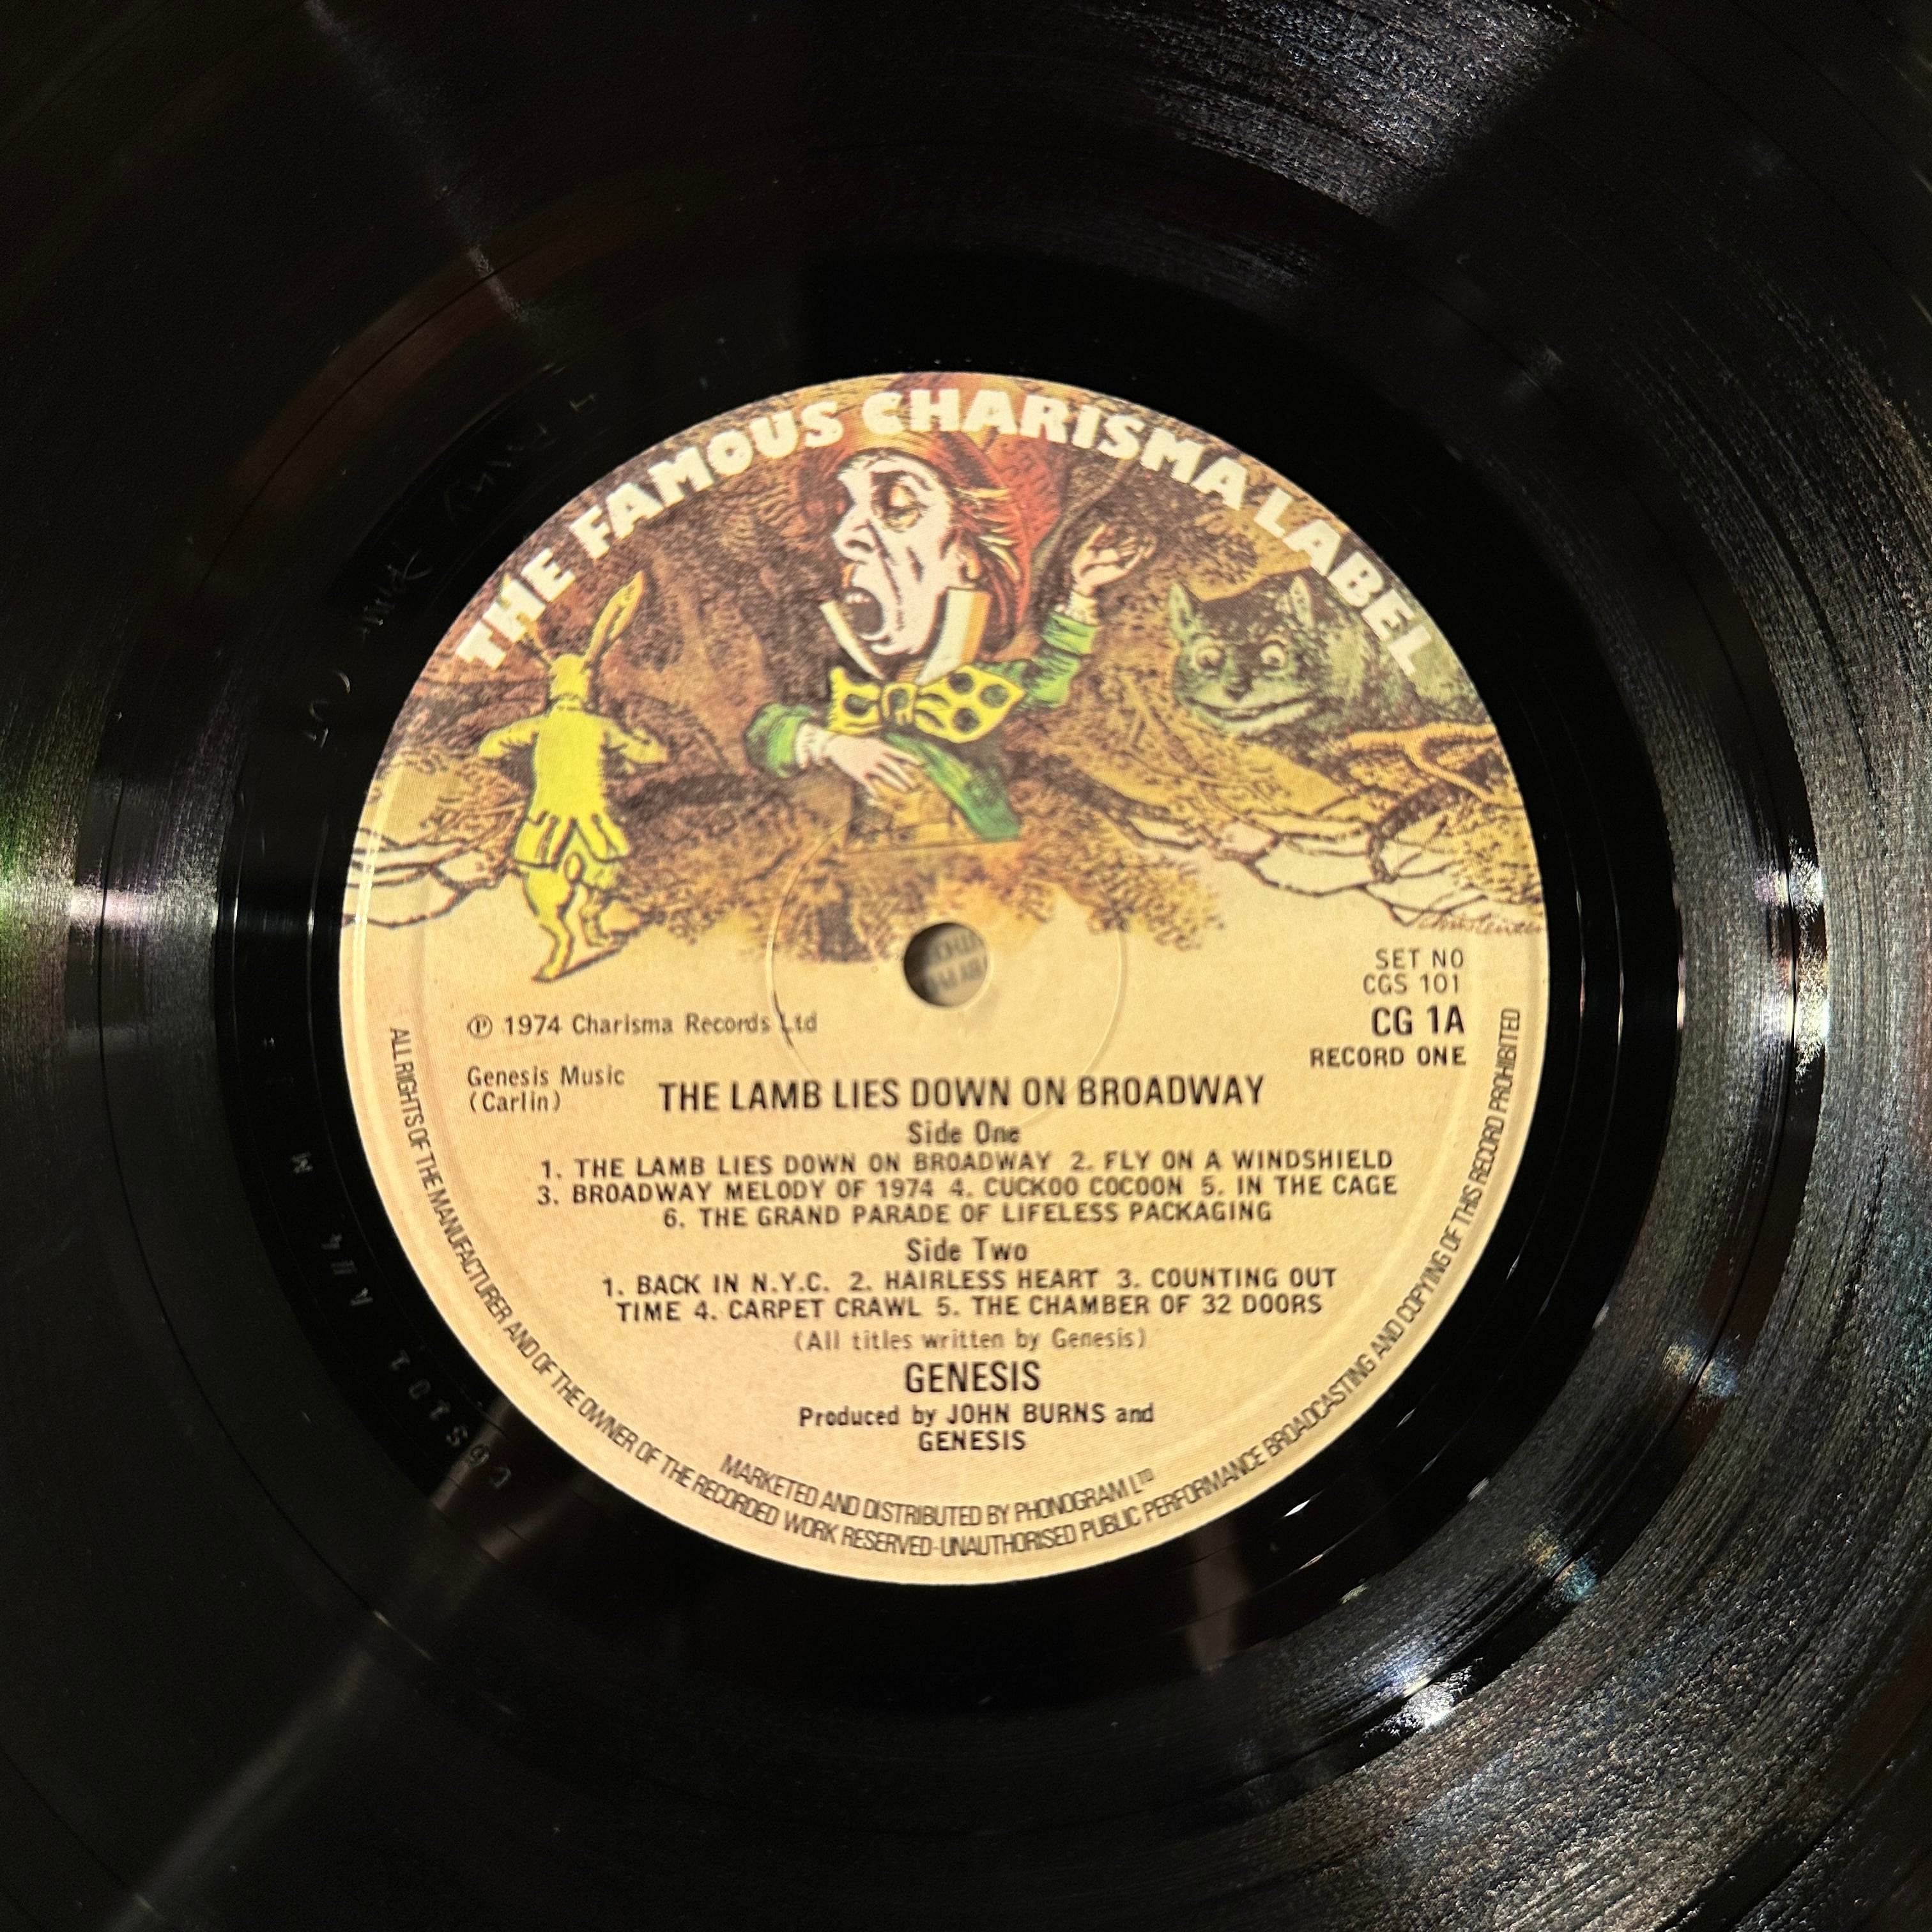 THE FAMOUS CHARISMA LABEL
SET NO
CGS 101
CG 1A
RECORD ONE
℗ 1974 Charisma Records Ltd
Genesis Music
(Carlin)
THE LAMB LIES DOWN ON BROADWAY
Side One
1. THE LAMB LIES DOWN ON BROADWAY 2. FLY ON A WINDSHIELD
3. BROADWAY MELODY OF 1974 4. CUCKOO COCOON 5. IN THE CAGE
6. THE GRAND PARADE OF LIFELESS PACKAGING
Side Two
1. BACK IN N.Y.C. 2. HAIRLESS HEART 3. COUNTING OUT
TIME 4. CARPET CRAWL 5. THE CHAMBER OF 32 DOORS
(All titles written by Genesis)
GENESIS
Produced by JOHN BURNS and
GENESIS
MARKETED AND DISTRIBUTED BY PHONOGRAM LTD
ALL RIGHTS OF THE MANUFACTURER AND OF THE OWNER OF THE RECORDED WORK RESERVED-UNAUTHORISED PUBLIC PERFORMANCE BROADCASTING AND COPYING OF THIS RECORD PROHIBITED